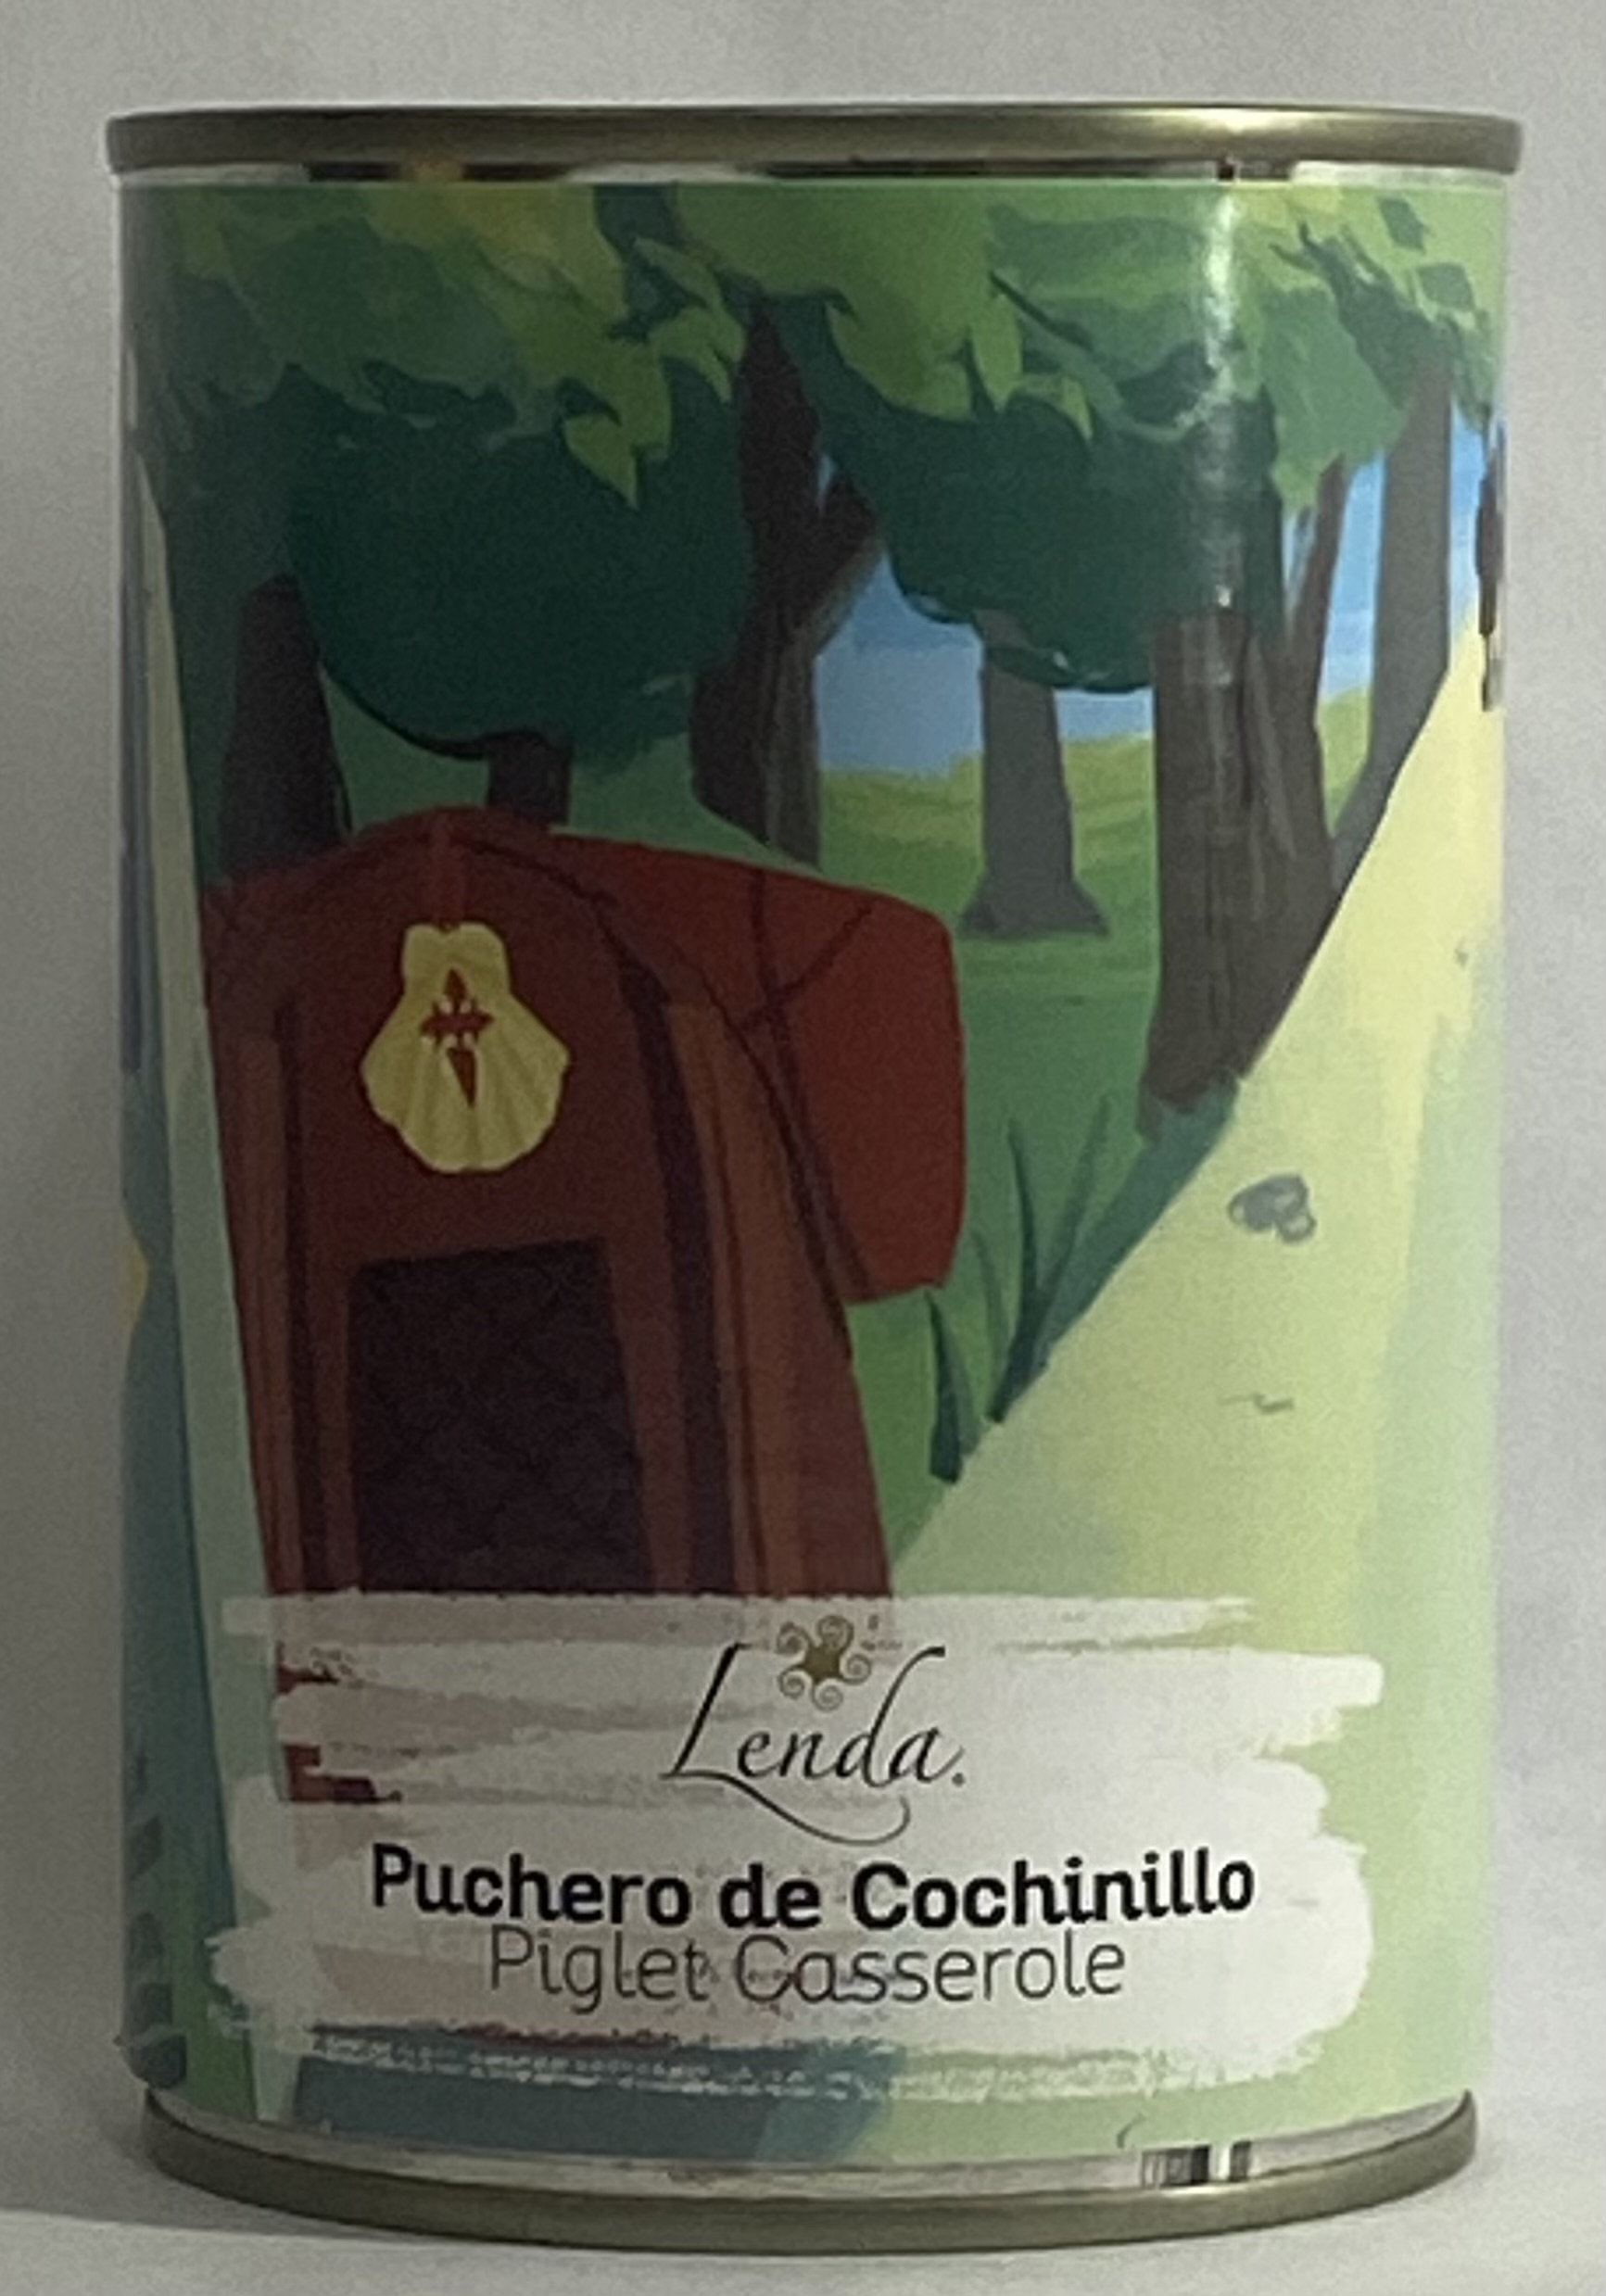 Lenda.
Puchero de Cochinillo
Piglet Casserole